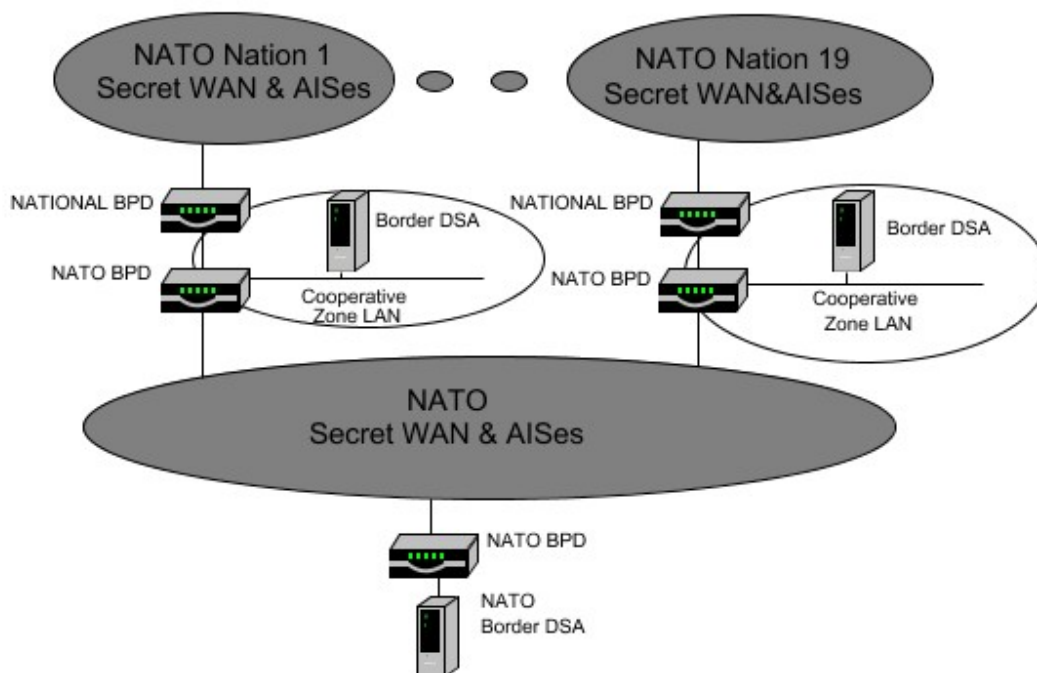 NATO Nation 1
Secret WAN & AISes
NATO Nation 19
Secret WAN&AISes
NATIONAL BPD
Border DSA
NATO BPD
Cooperative
Zone LAN
NATIONAL BPD
Border DSA
NATO BPD
Cooperative
Zone LAN
NATO
Secret WAN & AISes
NATO BPD
NATO
Border DSA